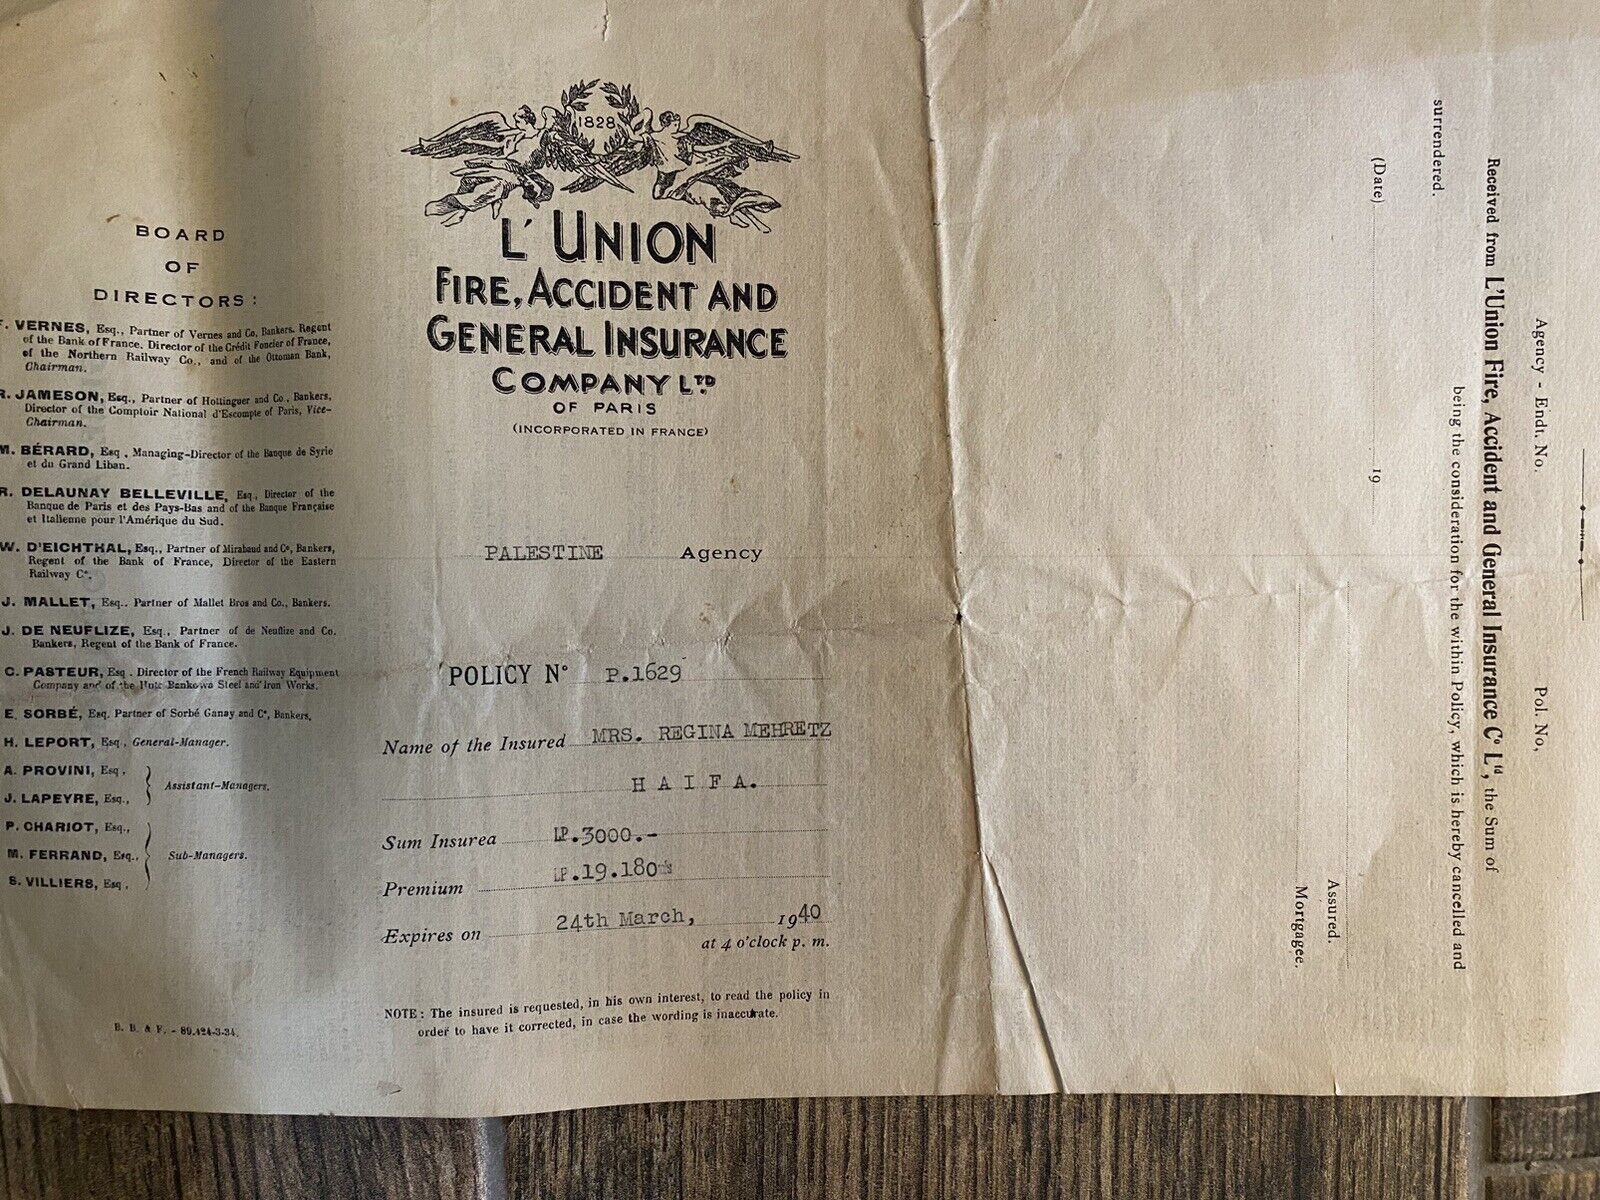 BOARD
OF
DIRECTORS:
F. VERNES, Esq., Partner of Vernes and Co, Bankers. Regent
of the Bank of France. Director of the Crédit Foncier of France,
of the Northern Railway Co., and of the Ottoman Bank,
Chairman.
R. JAMESON, Esq., Partner of Hottinguer and Co., Bankers,
Director of the Comptoir National d'Escompte of Paris, Vice-
Chairman.
M. BÉRARD, Esq., Managing-Director of the Banque de Syrie
et du Grand Liban.
R. DELAUNAY BELLEVILLE, Esq., Director of the
Banque de Paris et des Pays-Bas and of the Banque Française
et Italienne pour l'Amérique du Sud.
W. D'EICHTHAL, Esq., Partner of Mirabaud and Cº, Bankers,
Regent of the Bank of France, Director of the Eastern
Railway Cº.
J. MALLET, Esq.. Partner of Mallet Bros and Co., Bankers.
J. DE NEUFLIZE, Esq., Partner of de Neuflize and Co.
Bankers, Regent of the Bank of France.
C. PASTEUR, Esq. Director of the French Railway Equipment
Company and of the Huta Bankowa Steel and Iron Works.
E. SORBÉ, Esq. Partner of Sorbé Ganay and Cº, Bankers,
H. LEPORT, Esq., General-Manager.
A. PROVINI, Esq.,
J. LAPEYRE, Esq.,
Assistant-Managers.
P. CHARIOT, Esq.,
M. FERRAND, Esq.,
S. VILLIERS, Esq.,
Sub-Managers.
B. B. & F. - 89.424-3-34.
1828
L'UNION
FIRE, ACCIDENT AND
GENERAL INSURANCE
COMPANY LTD
OF PARIS
(INCORPORATED IN FRANCE)
PALESTINE Agency
POLICY Nº P.1629
Name of the Insured MRS. REGINA MEHRETZ
HAIFA.
Sum Insured LP.3000.-
Premium LP.19.180
Expires on 24th March, 1940
at 4 o'clock p. m.
NOTE: The insured is requested, in his own interest, to read the policy in
order to have it corrected, in case the wording is inaccurate.
Agency - Endt. No. Pol. No.
Received from L'Union Fire, Accident and General Insurance Cº Ltd, the Sum of
being the consideration for the within Policy, which is hereby cancelled and
surrendered.
(Date) 19
Assured.
Mortgagee.